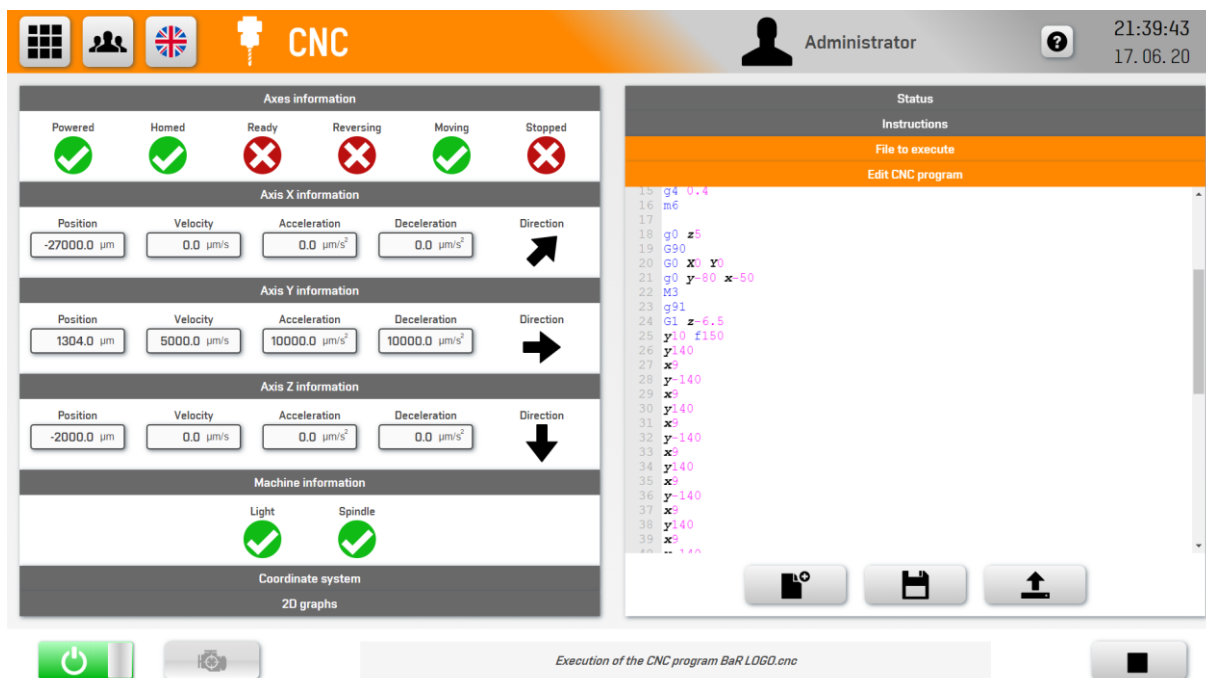 CNC
Administrator
21:39:43
17. 06. 20
Axes information
Powered Homed Ready Reversing Moving Stopped
Axis X information
Position Velocity Acceleration Deceleration Direction
-27000.0 µm 0.0 µm/s 0.0 µm/s² 0.0 µm/s²
Axis Y information
Position Velocity Acceleration Deceleration Direction
1304.0 µm 5000.0 µm/s 10000.0 µm/s² 10000.0 µm/s²
Axis Z information
Position Velocity Acceleration Deceleration Direction
-2000.0 µm 0.0 µm/s 0.0 µm/s² 0.0 µm/s²
Machine information
Light Spindle
Coordinate system
2D graphs
Status
Instructions
File to execute
Edit CNC program
15 g4 0.4
16 m6
17
18 g0 z5
19 G90
20 G0 X0 Y0
21 g0 y-80 x-50
22 M3
23 g91
24 G1 z-6.5
25 y10 f150
26 y140
27 x9
28 y-140
29 x9
30 y140
31 x9
32 y-140
33 x9
34 y140
35 x9
36 y-140
37 x9
38 y140
39 x9
Execution of the CNC program BaR LOGO.cnc